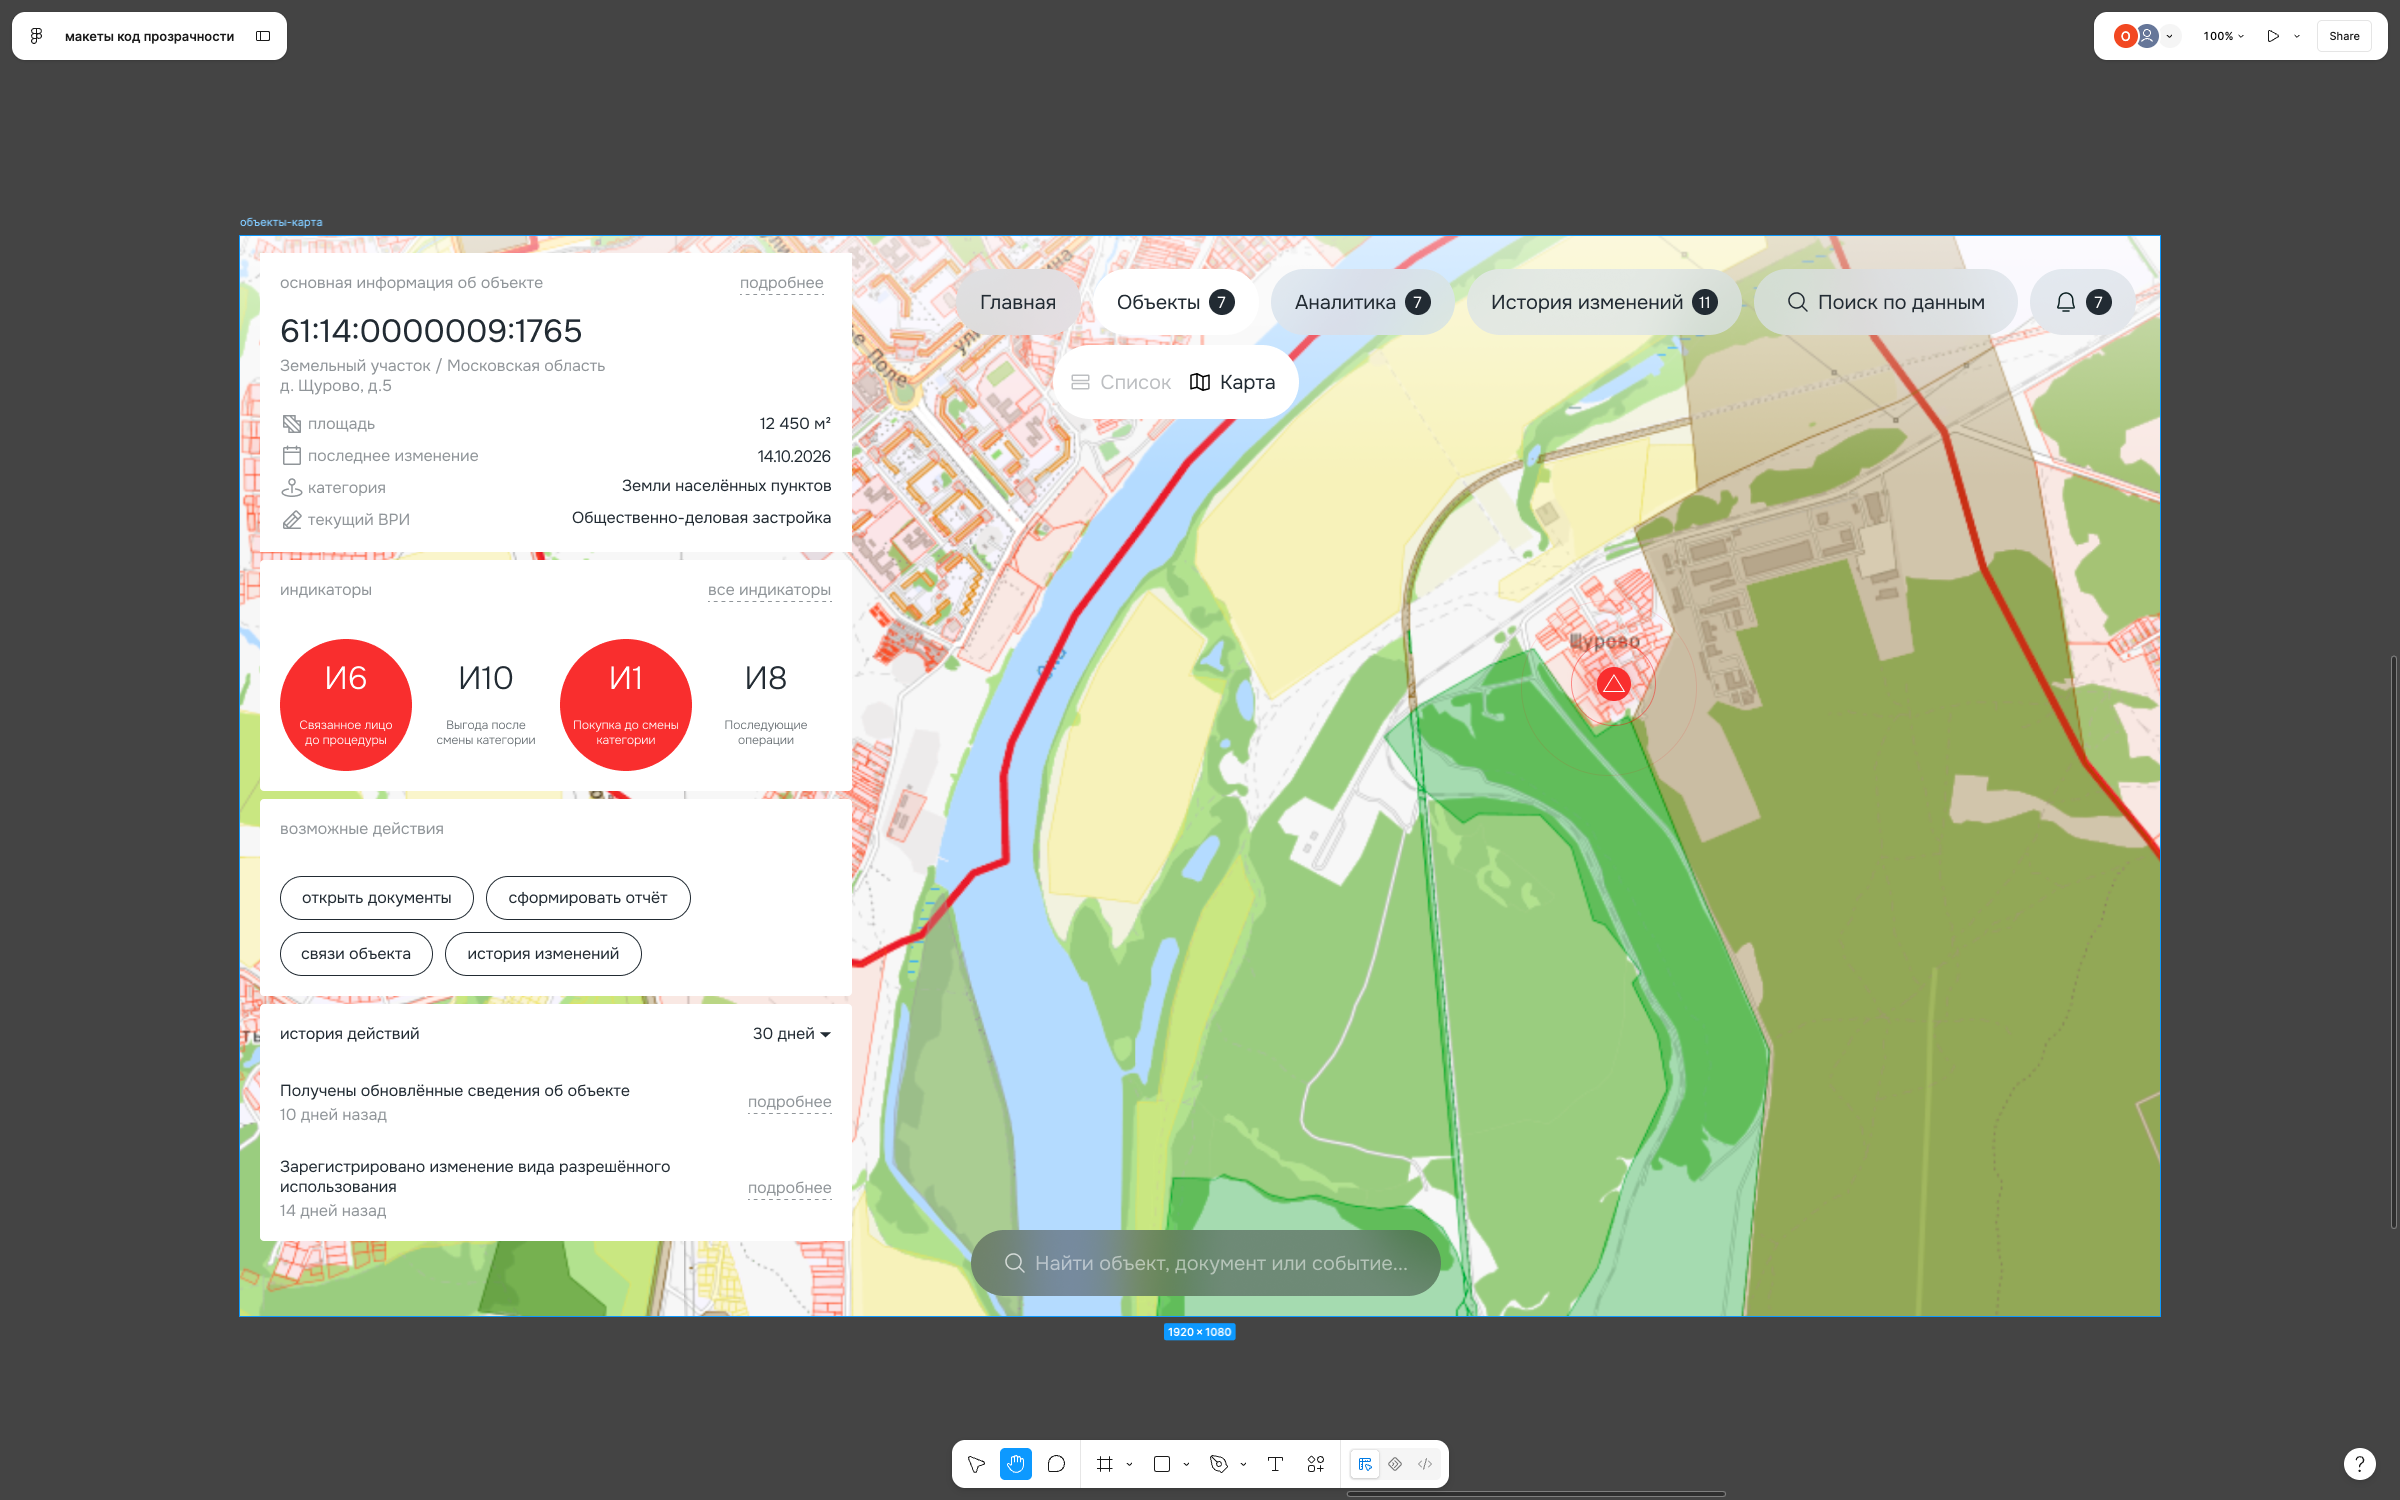 макеты код прозрачности
O
100%
Share
объекты-карта
основная информация об объекте
подробнее
61:14:0000009:1765
Земельный участок / Московская область
д. Щурово, д.5
площадь
12 450 м²
последнее изменение
14.10.2026
категория
Земли населённых пунктов
текущий ВРИ
Общественно-деловая застройка
индикаторы
все индикаторы
И6
Связанное лицо
до процедуры
И10
Выгода после
смены категории
И1
Покупка до смены
категории
И8
Последующие
операции
возможные действия
открыть документы
сформировать отчёт
связи объекта
история изменений
история действий
30 дней
Получены обновлённые сведения об объекте
10 дней назад
подробнее
Зарегистрировано изменение вида разрешённого
использования
14 дней назад
подробнее
Главная
Объекты 7
Аналитика 7
История изменений 11
Поиск по данным
7
Список
Карта
е Поле
Щурово
Найти объект, документ или событие...
1920 × 1080
?